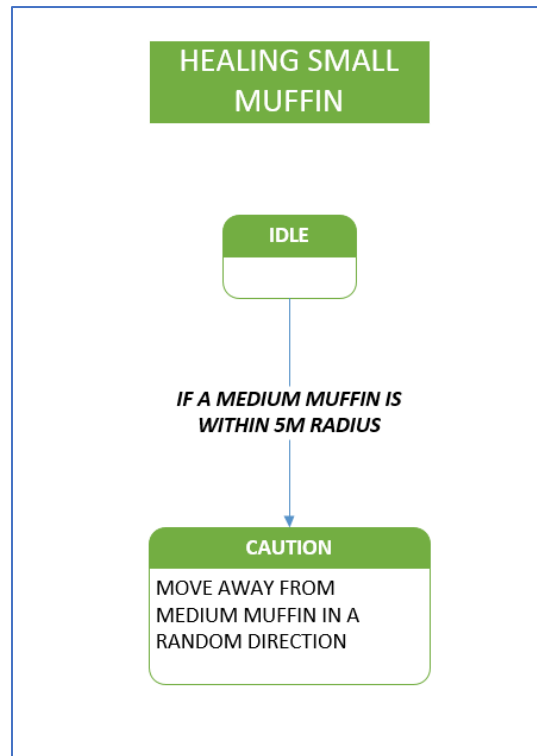 HEALING SMALL
MUFFIN
IDLE
IF A MEDIUM MUFFIN IS
WITHIN 5M RADIUS
CAUTION
MOVE AWAY FROM
MEDIUM MUFFIN IN A
RANDOM DIRECTION